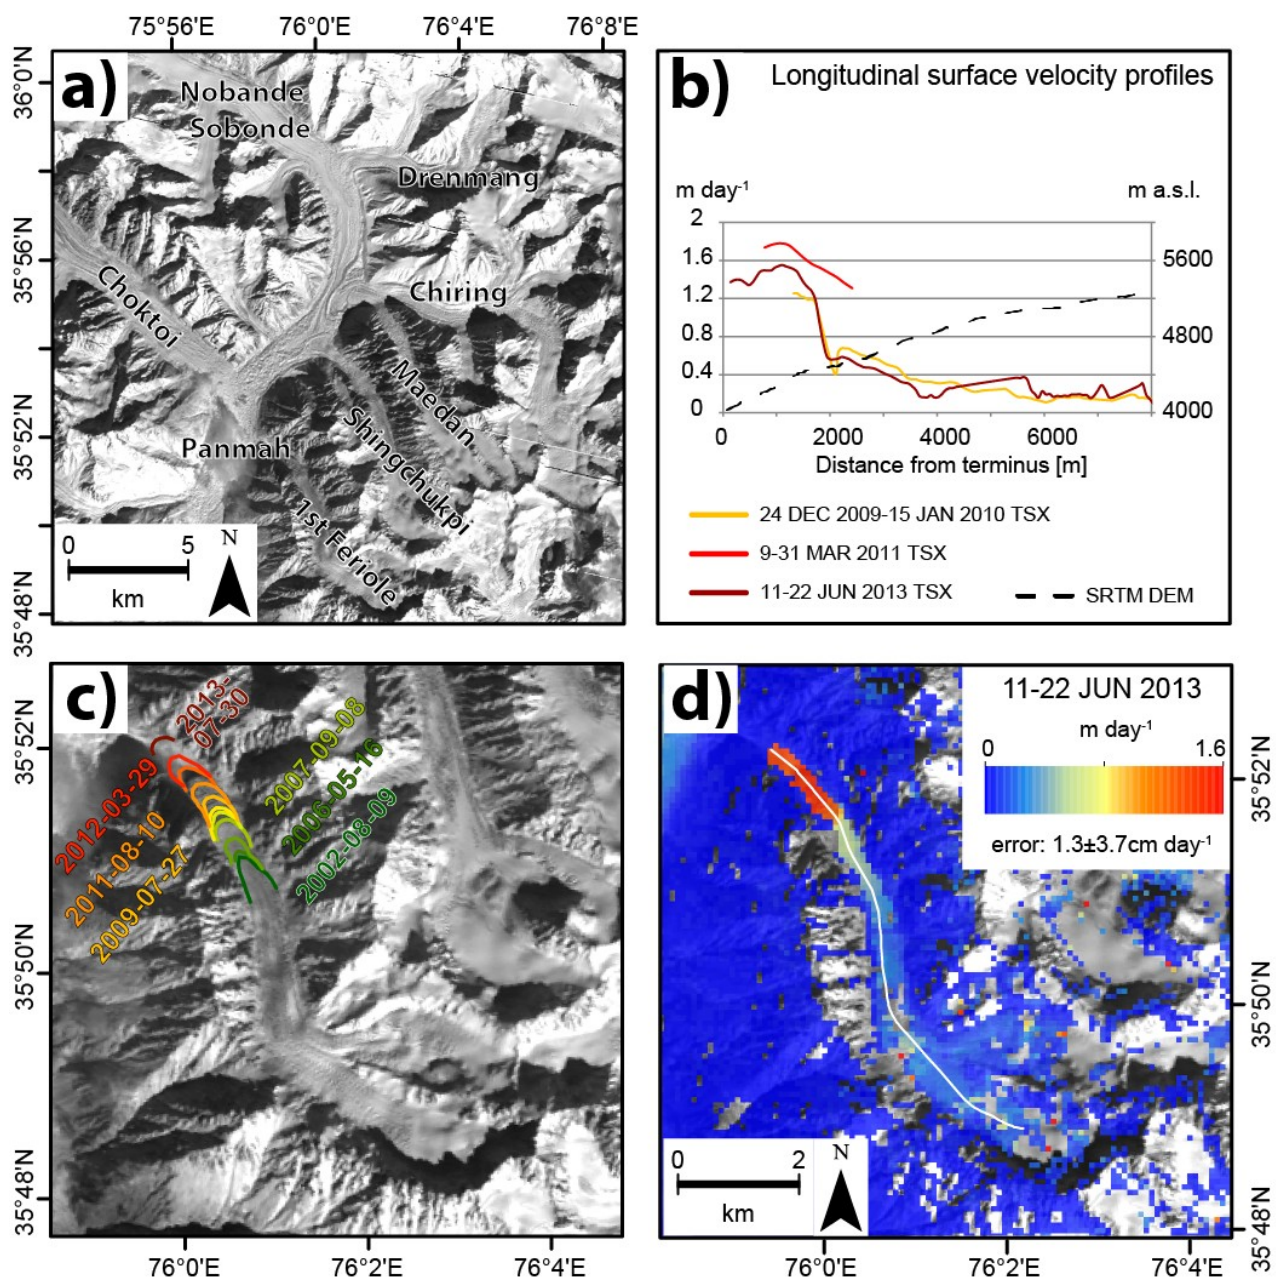 75°56'E 76°0'E 76°4'E 76°8'E
a)
36°0'N
35°56'N
35°52'N
35°48'N
Nobande
Sobonde
Drenmang
Choktoi
Chiring
Maedan
Shingchukpi
Panmah
1st Feriole
0 5
km
N
b)
Longitudinal surface velocity profiles
m day-1
m a.s.l.
2
1.6
1.2
0.8
0.4
0
5600
4800
4000
0 2000 4000 6000
Distance from terminus [m]
24 DEC 2009-15 JAN 2010 TSX
9-31 MAR 2011 TSX
11-22 JUN 2013 TSX
SRTM DEM
c)
35°52'N
35°50'N
35°48'N
2013-
07-30
2012-03-29
2011-08-10
2009-07-27
2007-09-08
2006-05-16
2002-08-09
76°0'E 76°2'E 76°4'E
d)
11-22 JUN 2013
m day-1
0 1.6
error: 1.3±3.7cm day-1
35°52'N
35°50'N
35°48'N
0 2
km
N
76°0'E 76°2'E 76°4'E